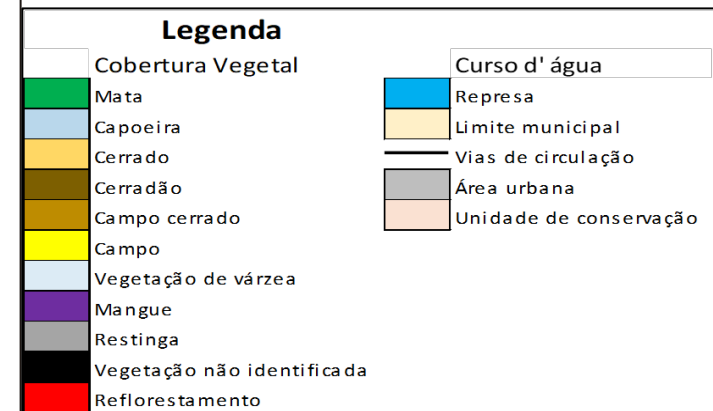 Legenda
Cobertura Vegetal
Mata
Capoeira
Cerrado
Cerradão
Campo cerrado
Campo
Vegetação de várzea
Mangue
Restinga
Vegetação não identificada
Reflorestamento
Curso d' água
Represa
Limite municipal
Vias de circulação
Área urbana
Unidade de conservação